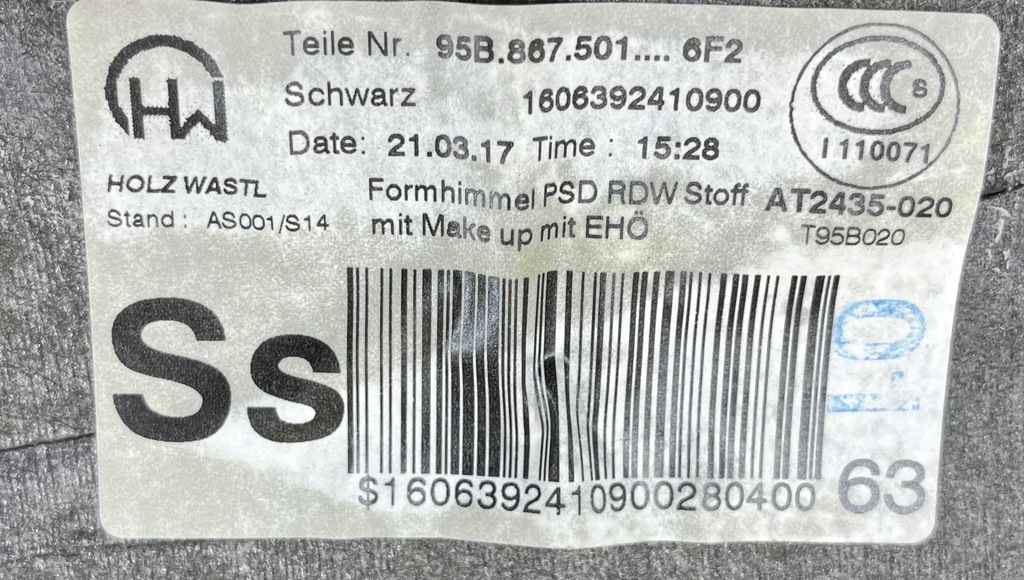 HW
Teile Nr. 95B.867.501.... 6F2
Schwarz 1606392410900
Date: 21.03.17 Time : 15:28
CCC S
I 110071
HOLZ WASTL
Stand : AS001/S14
Formhimmel PSD RDW Stoff
mit Make up mit EHÖ
AT2435-020
T95B020
Ss
$1606392410900280400
63